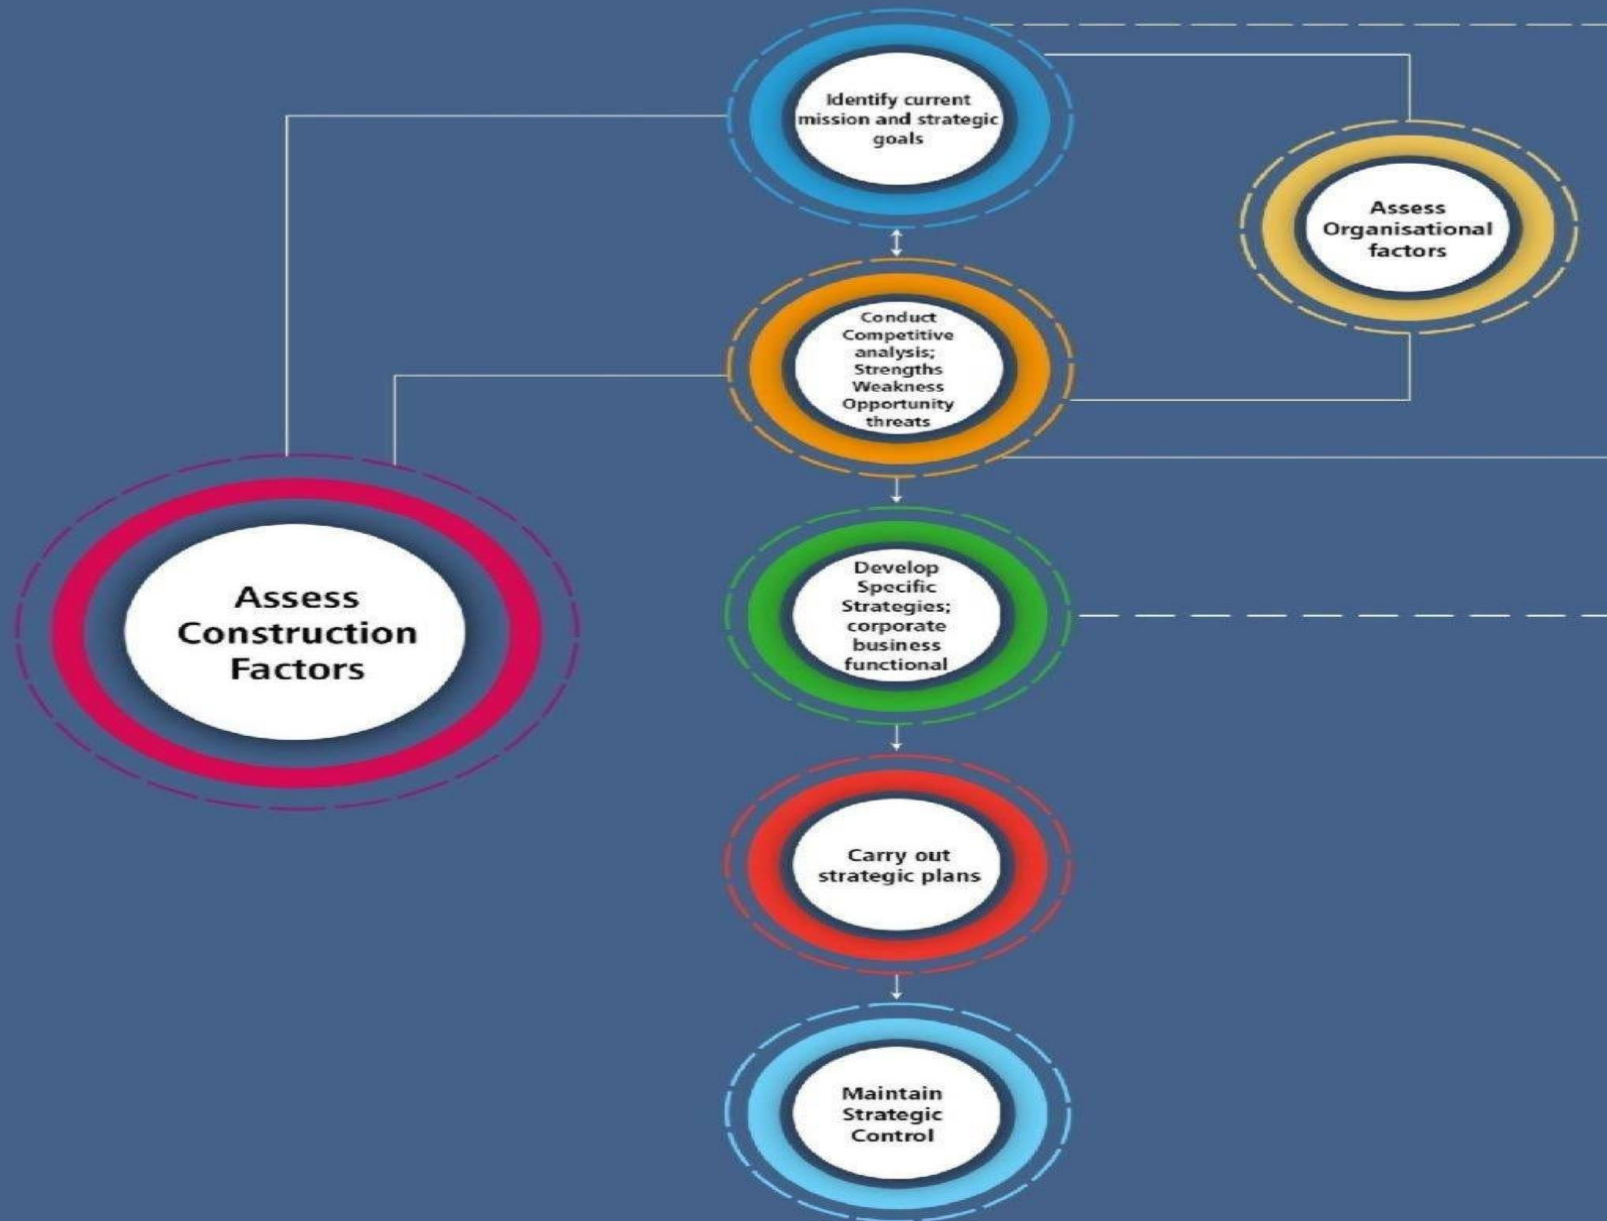 Identify current
mission and strategic
goals
Assess
Organisational
factors
Conduct
Competitive
analysis;
Strengths
Weakness
Opportunity
threats
Assess
Construction
Factors
Develop
Specific
Strategies;
corporate
business
functional
Carry out
strategic plans
Maintain
Strategic
Control